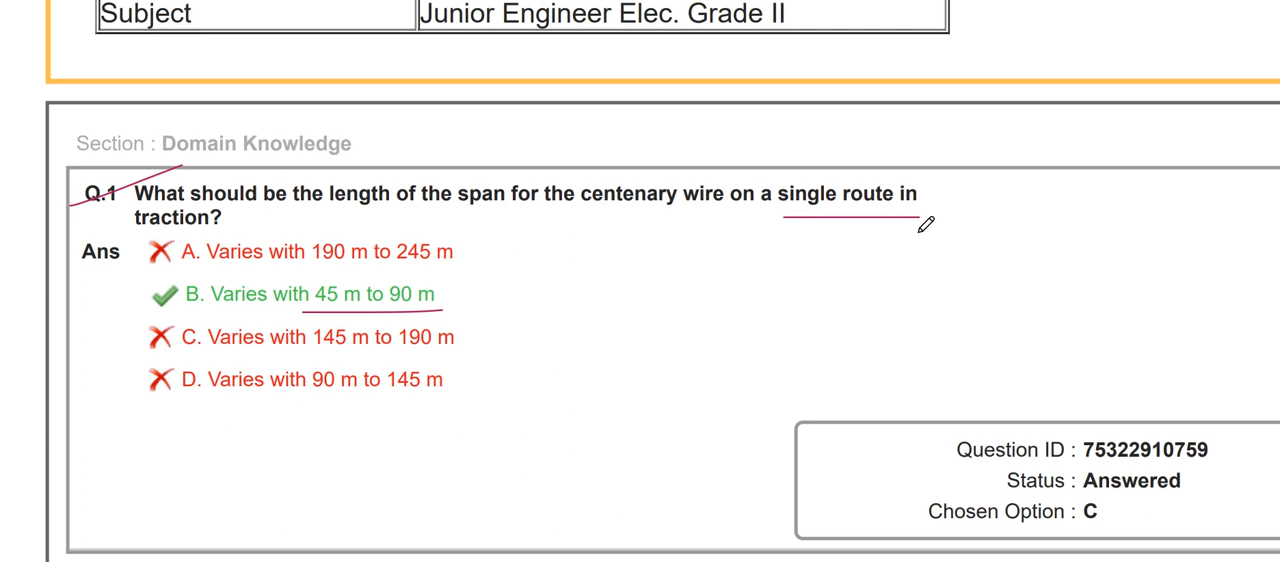 Subject Junior Engineer Elec. Grade II
Section : Domain Knowledge
Q.1 What should be the length of the span for the centenary wire on a single route in
traction?
Ans A. Varies with 190 m to 245 m
B. Varies with 45 m to 90 m
C. Varies with 145 m to 190 m
D. Varies with 90 m to 145 m
Question ID : 75322910759
Status : Answered
Chosen Option : C